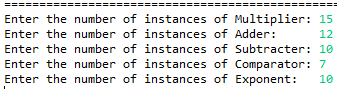 ==================================================
Enter the number of instances of Multiplier: 15
Enter the number of instances of Adder:      12
Enter the number of instances of Subtracter: 10
Enter the number of instances of Comparator: 7
Enter the number of instances of Exponent:   10